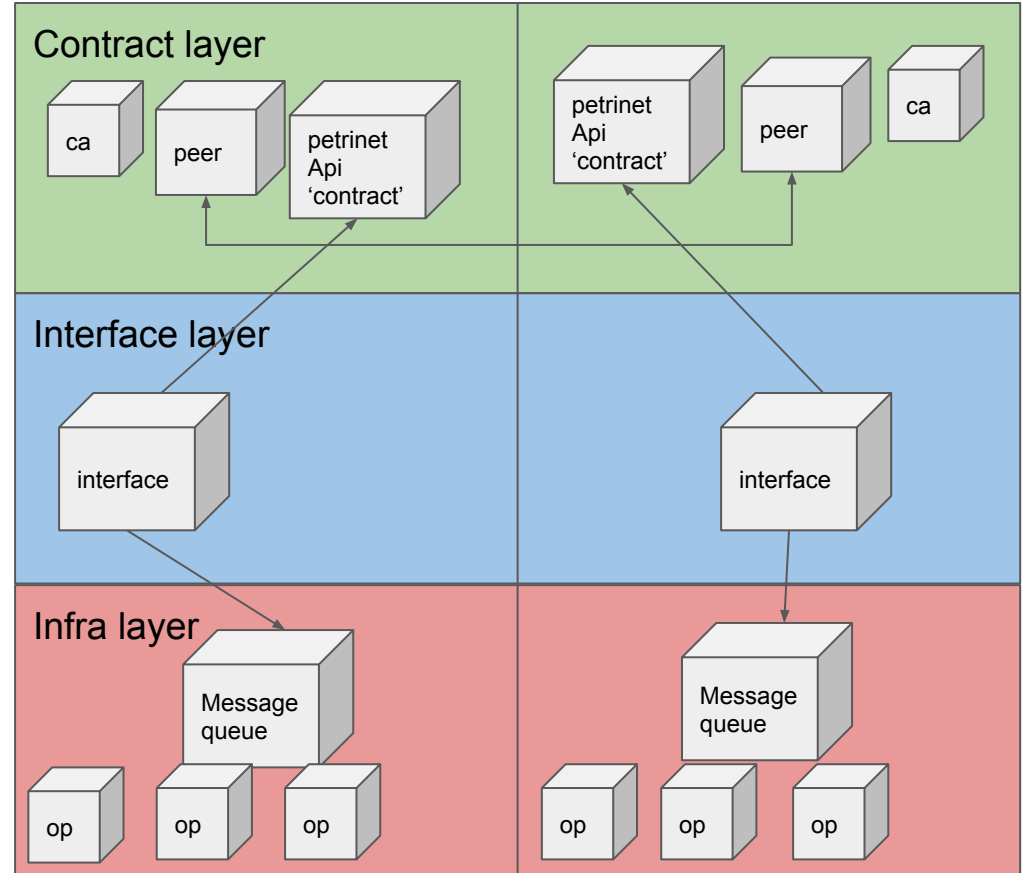 Contract layer
ca
peer
petrinet
Api
‘contract’
petrinet
Api
‘contract’
peer
ca
Interface layer
interface
interface
Infra layer
Message
queue
op
op
op
Message
queue
op
op
op